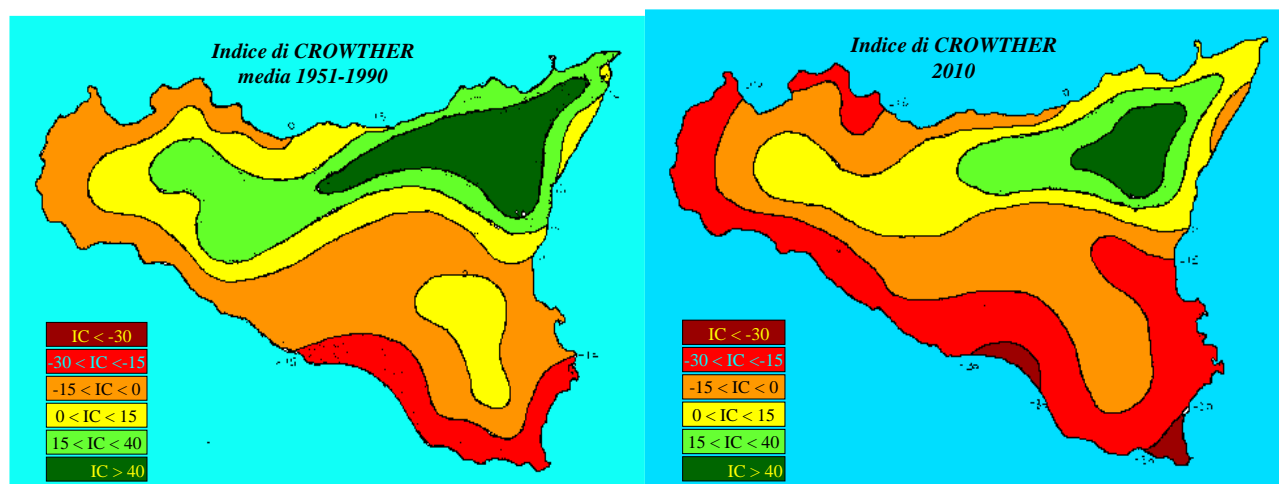 Indice di CROWTHER
media 1951-1990
IC < -30
-30 < IC <-15
-15 < IC < 0
0 < IC < 15
15 < IC < 40
IC > 40
Indice di CROWTHER
2010
IC < -30
-30 < IC <-15
-15 < IC < 0
0 < IC < 15
15 < IC < 40
IC > 40